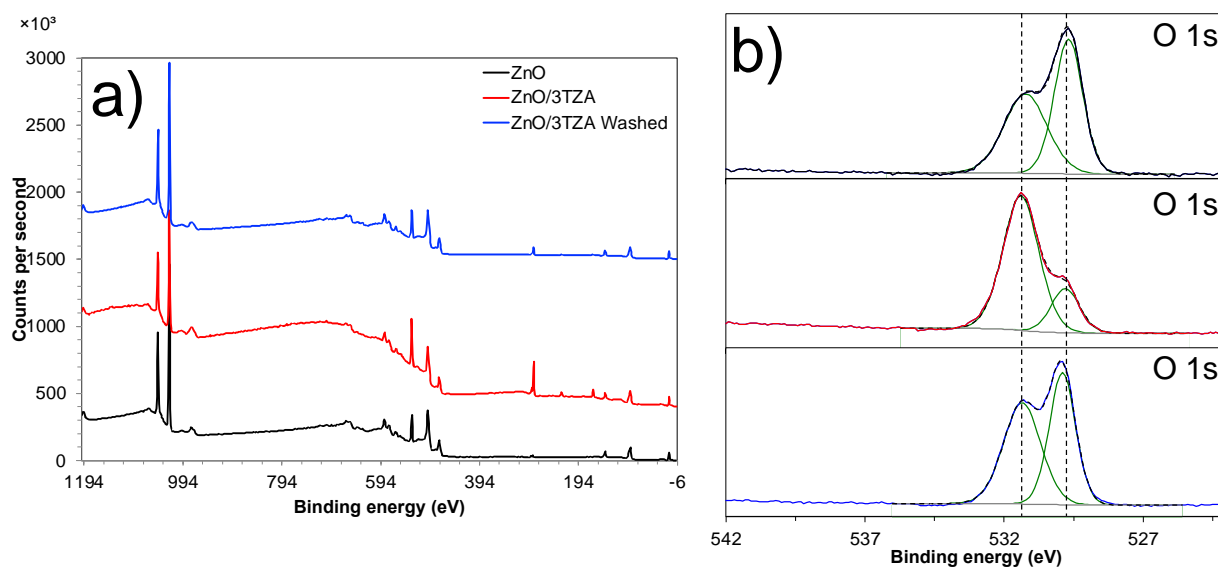 ×10³
a)
3000
2500
2000
1500
1000
500
0
Counts per second
ZnO
ZnO/3TZA
ZnO/3TZA Washed
1194
994
794
594
394
194
-6
Binding energy (eV)
b)
O 1s
O 1s
O 1s
542
537
532
527
Binding energy (eV)